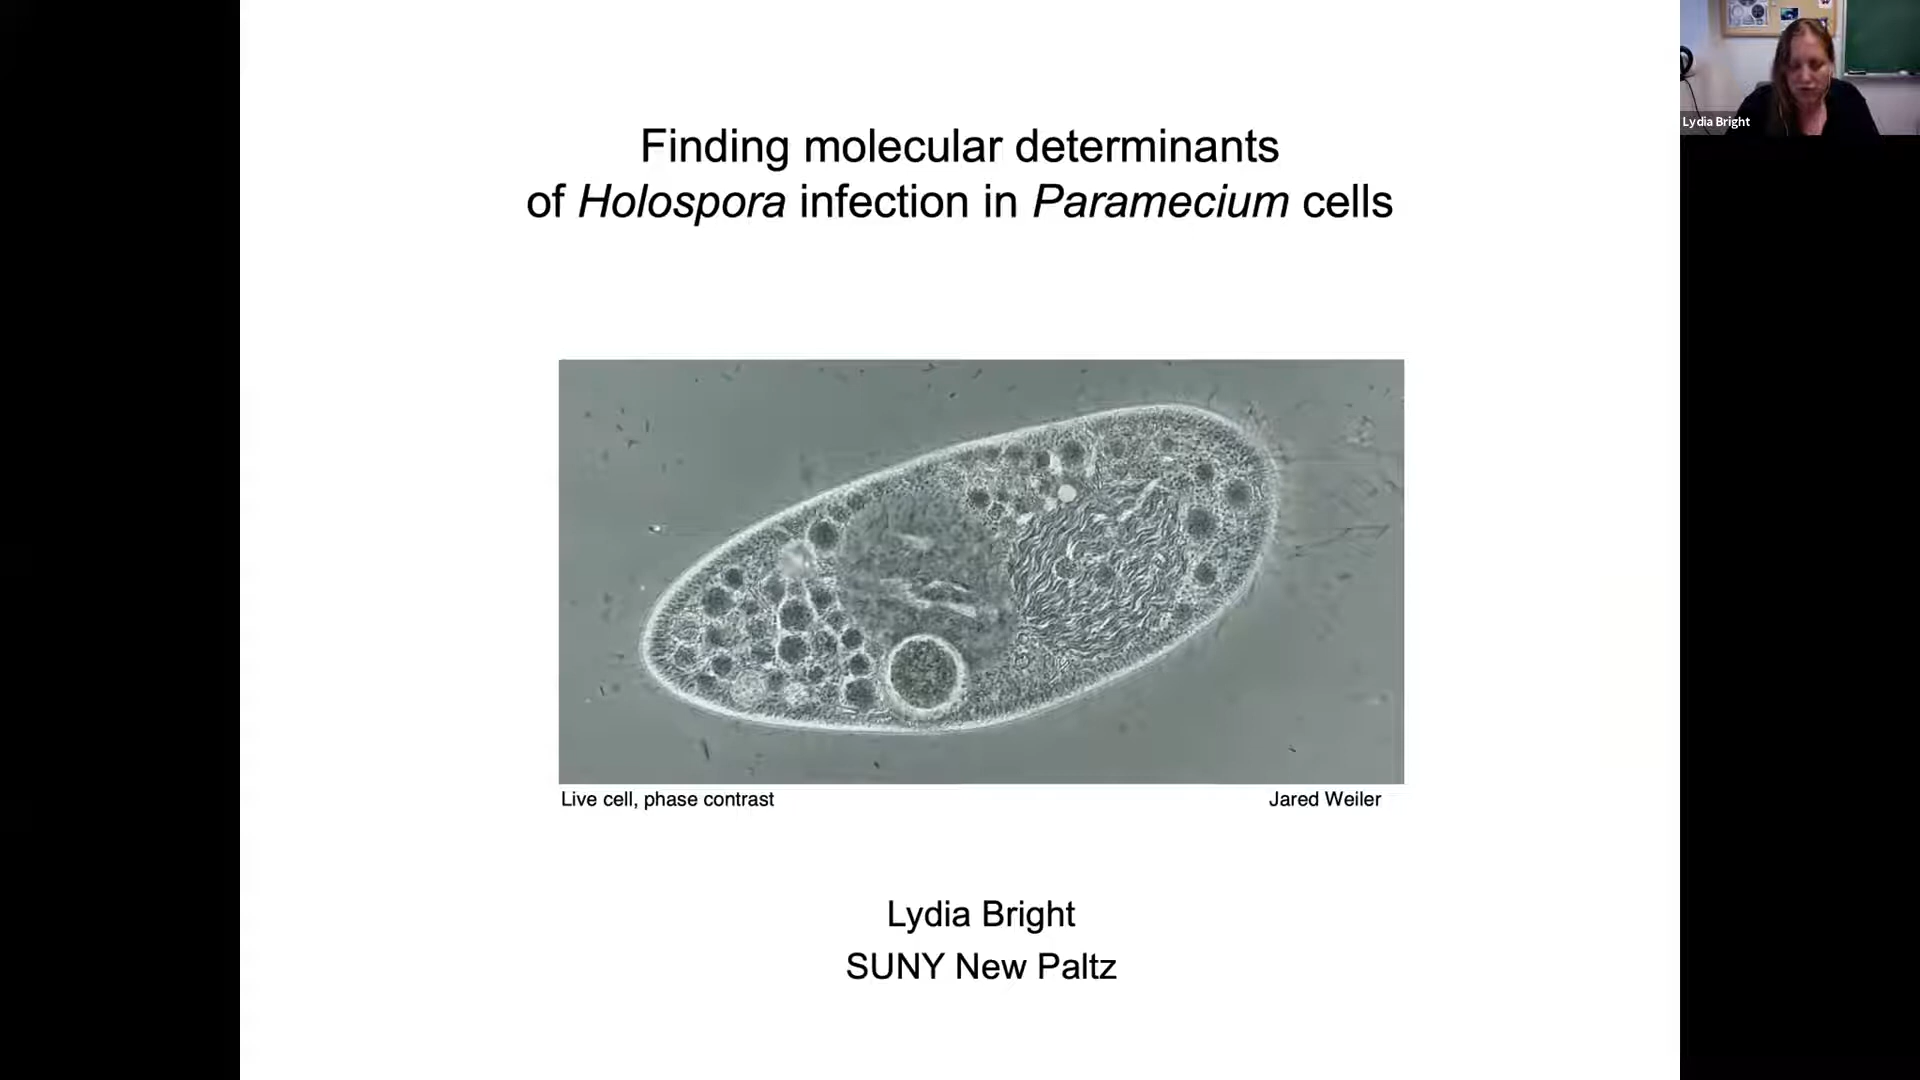 Finding molecular determinants
of Holospora infection in Paramecium cells
Lydia Bright
Live cell, phase contrast
Jared Weiler
Lydia Bright
SUNY New Paltz